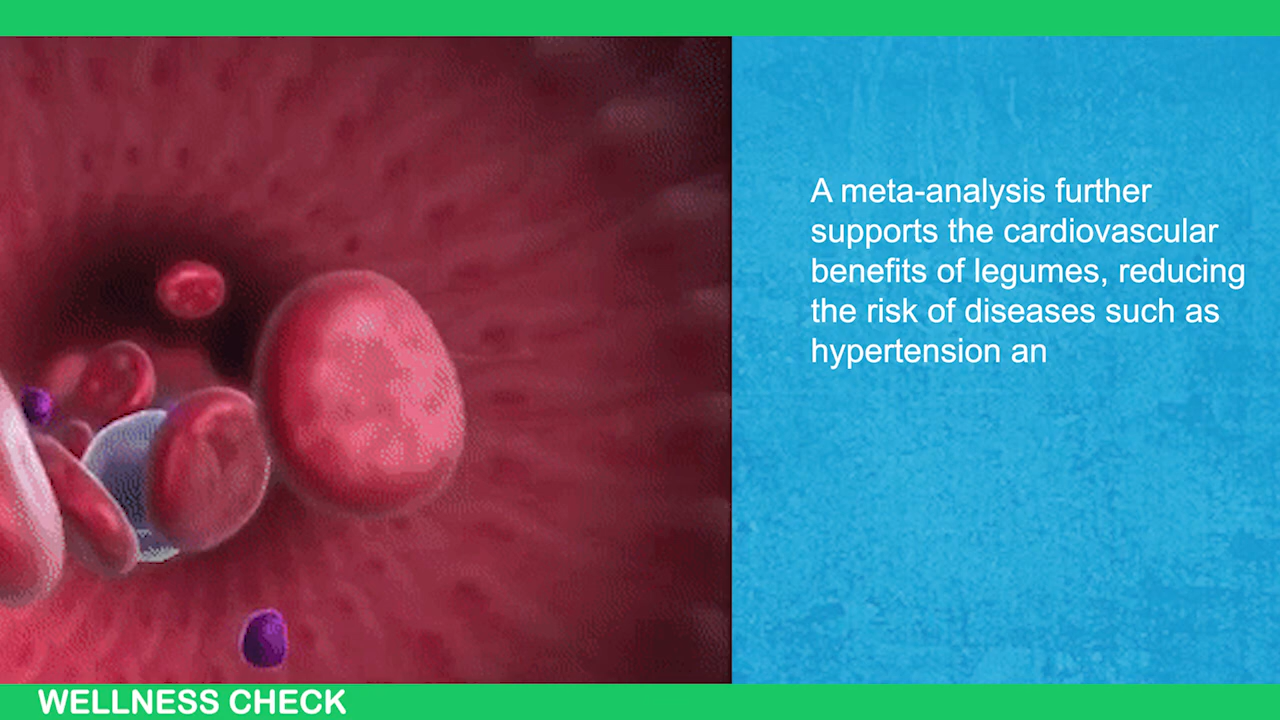 A meta-analysis further
supports the cardiovascular
benefits of legumes, reducing
the risk of diseases such as
hypertension an
WELLNESS CHECK